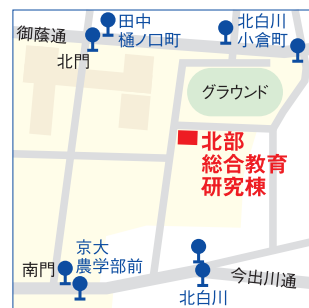 御蔭通
田中
樋ノ口町
北白川
小倉町
北門
グラウンド
北部
総合教育
研究棟
京大
農学部前
南門
北白川
今出川通